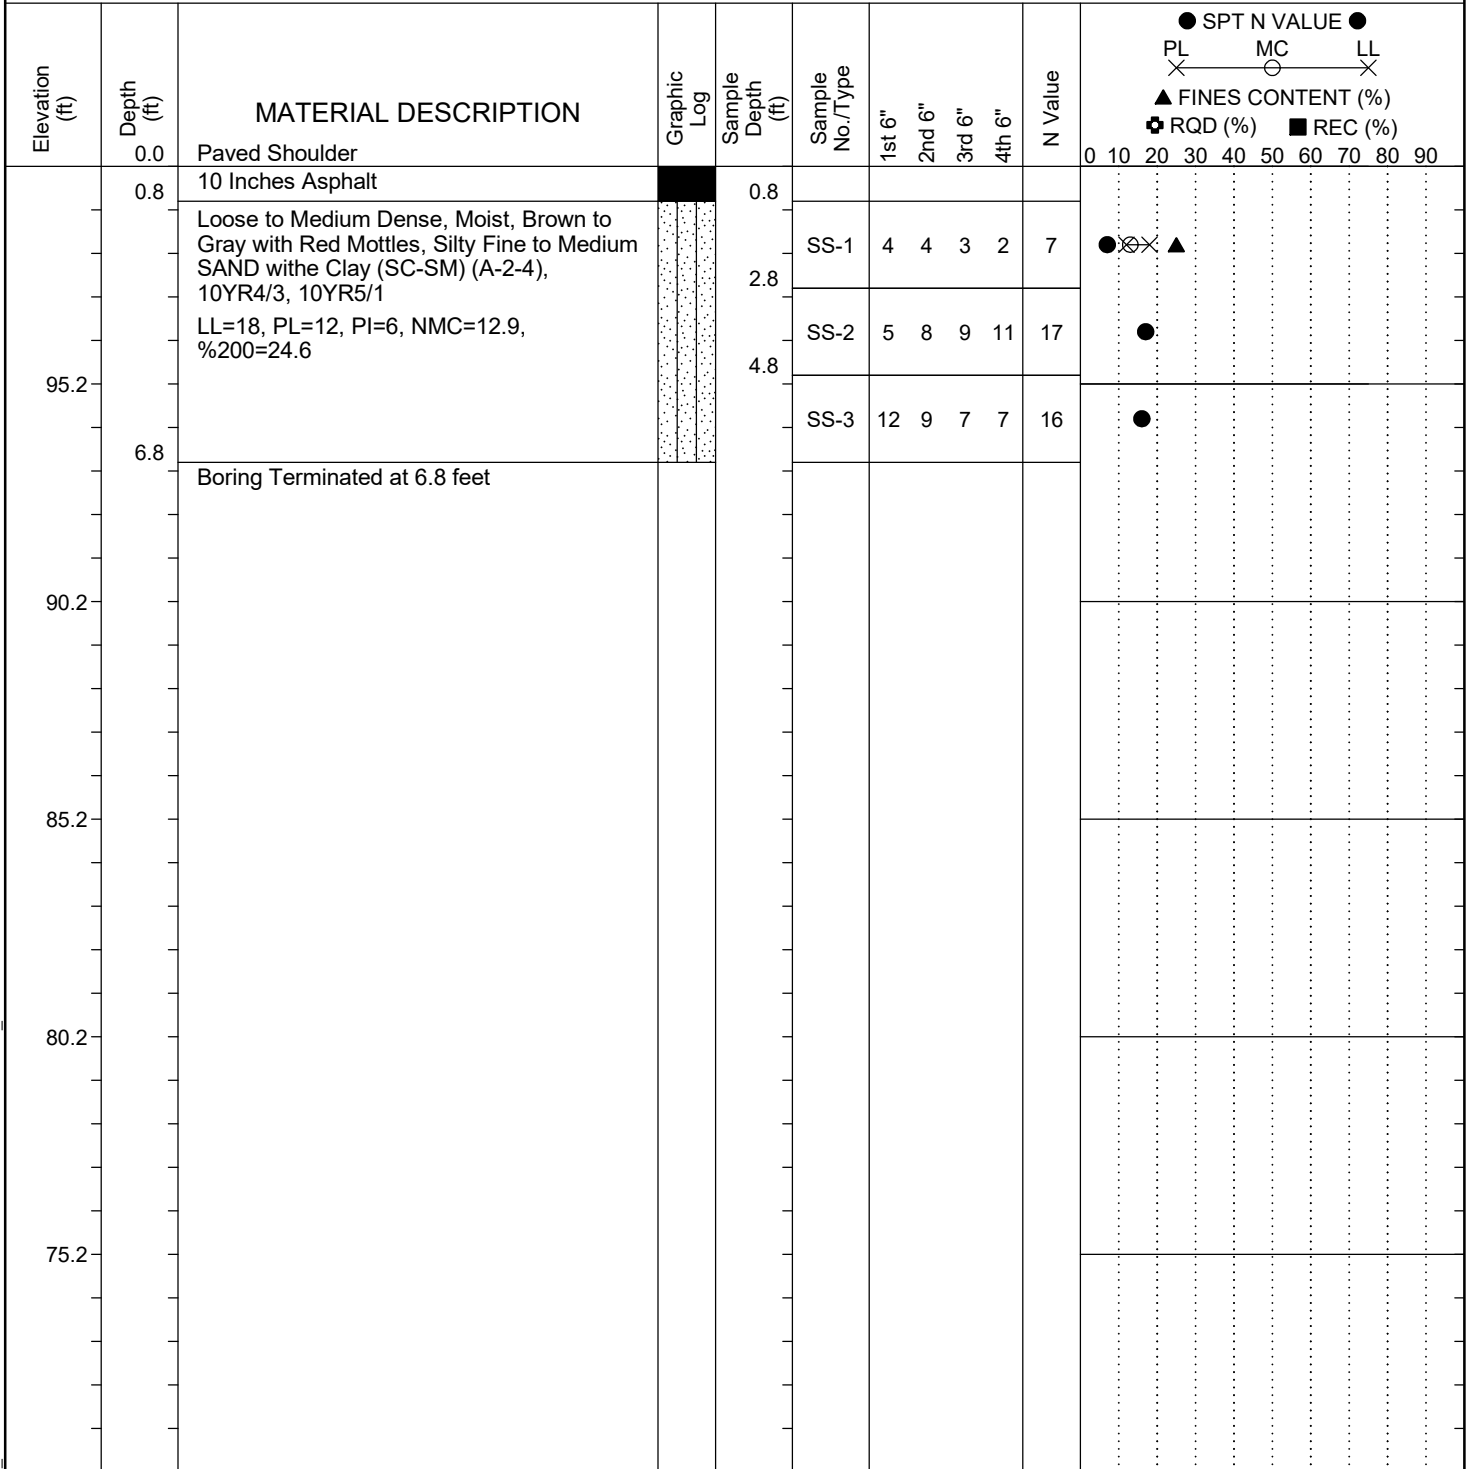 ● SPT N VALUE ●
PL MC LL
▲ FINES CONTENT (%)
RQD (%) ■ REC (%)
0 10 20 30 40 50 60 70 80 90
Elevation
(ft)
Depth
(ft)
MATERIAL DESCRIPTION
Graphic
Log
Sample
Depth
(ft)
Sample
No./Type
1st 6"
2nd 6"
3rd 6"
4th 6"
N Value
0.0 Paved Shoulder
0.8 10 Inches Asphalt 0.8
Loose to Medium Dense, Moist, Brown to
Gray with Red Mottles, Silty Fine to Medium
SAND withe Clay (SC-SM) (A-2-4),
10YR4/3, 10YR5/1
SS-1 4 4 3 2 7
2.8
LL=18, PL=12, PI=6, NMC=12.9,
%200=24.6
SS-2 5 8 9 11 17
4.8
95.2
SS-3 12 9 7 7 16
6.8
Boring Terminated at 6.8 feet
90.2
85.2
80.2
75.2